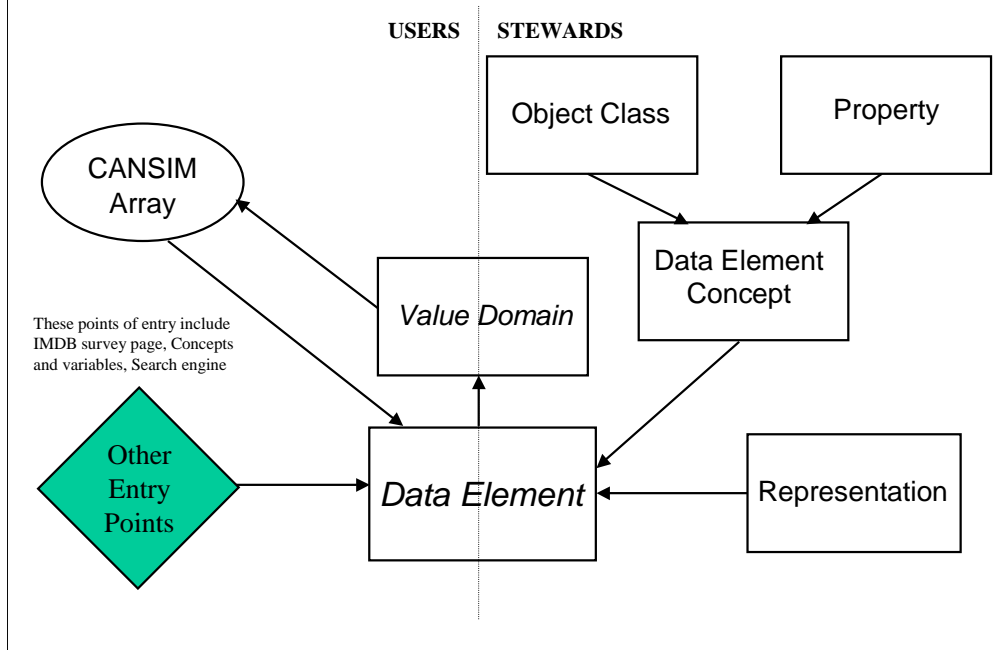 USERS STEWARDS
Object Class
Property
CANSIM
Array
Data Element
Concept
Value Domain
These points of entry include
IMDB survey page, Concepts
and variables, Search engine
Other
Entry
Points
Data Element
Representation